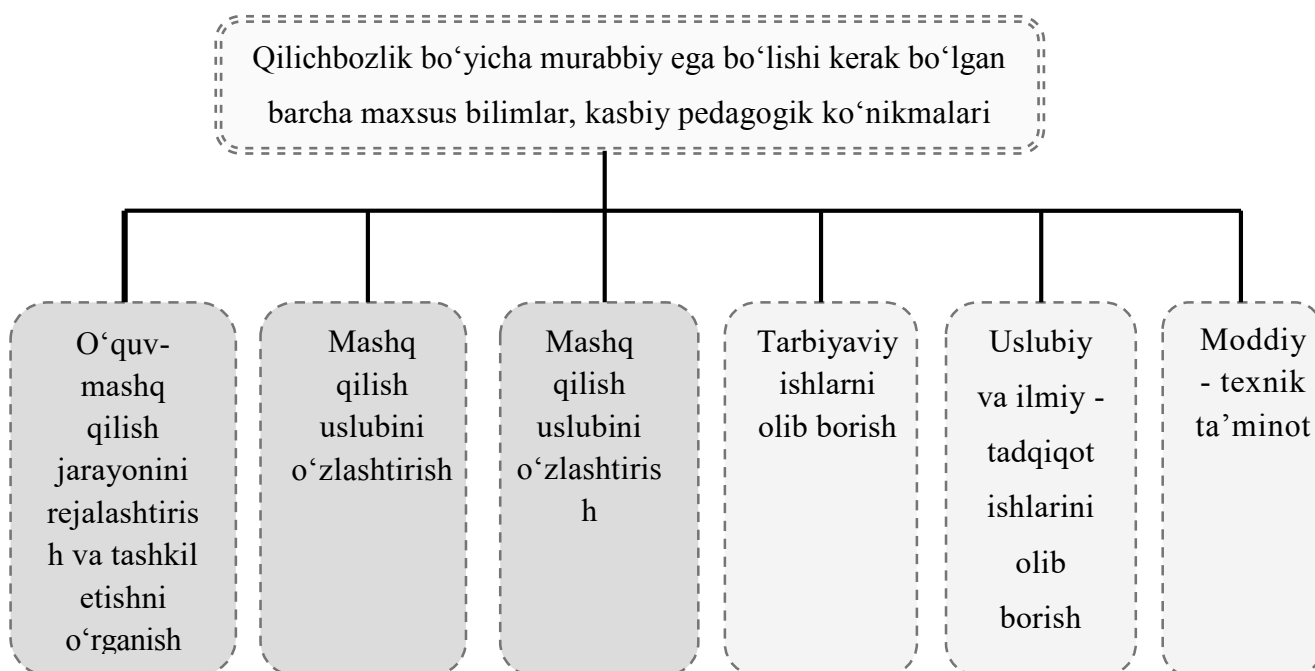 Qilichbozlik bo‘yicha murabbiy ega bo‘lishi kerak bo‘lgan
barcha maxsus bilimlar, kasbiy pedagogik ko‘nikmalari
O‘quv-
mashq
qilish
jarayonini
rejalashtiris
h va tashkil
etishni
o‘rganish
Mashq
qilish
uslubini
o‘zlashtirish
Mashq
qilish
uslubini
o‘zlashtiris
h
Tarbiyaviy
ishlarni
olib borish
Uslubiy
va ilmiy -
tadqiqot
ishlarini
olib
borish
Moddiy
- texnik
ta’minot